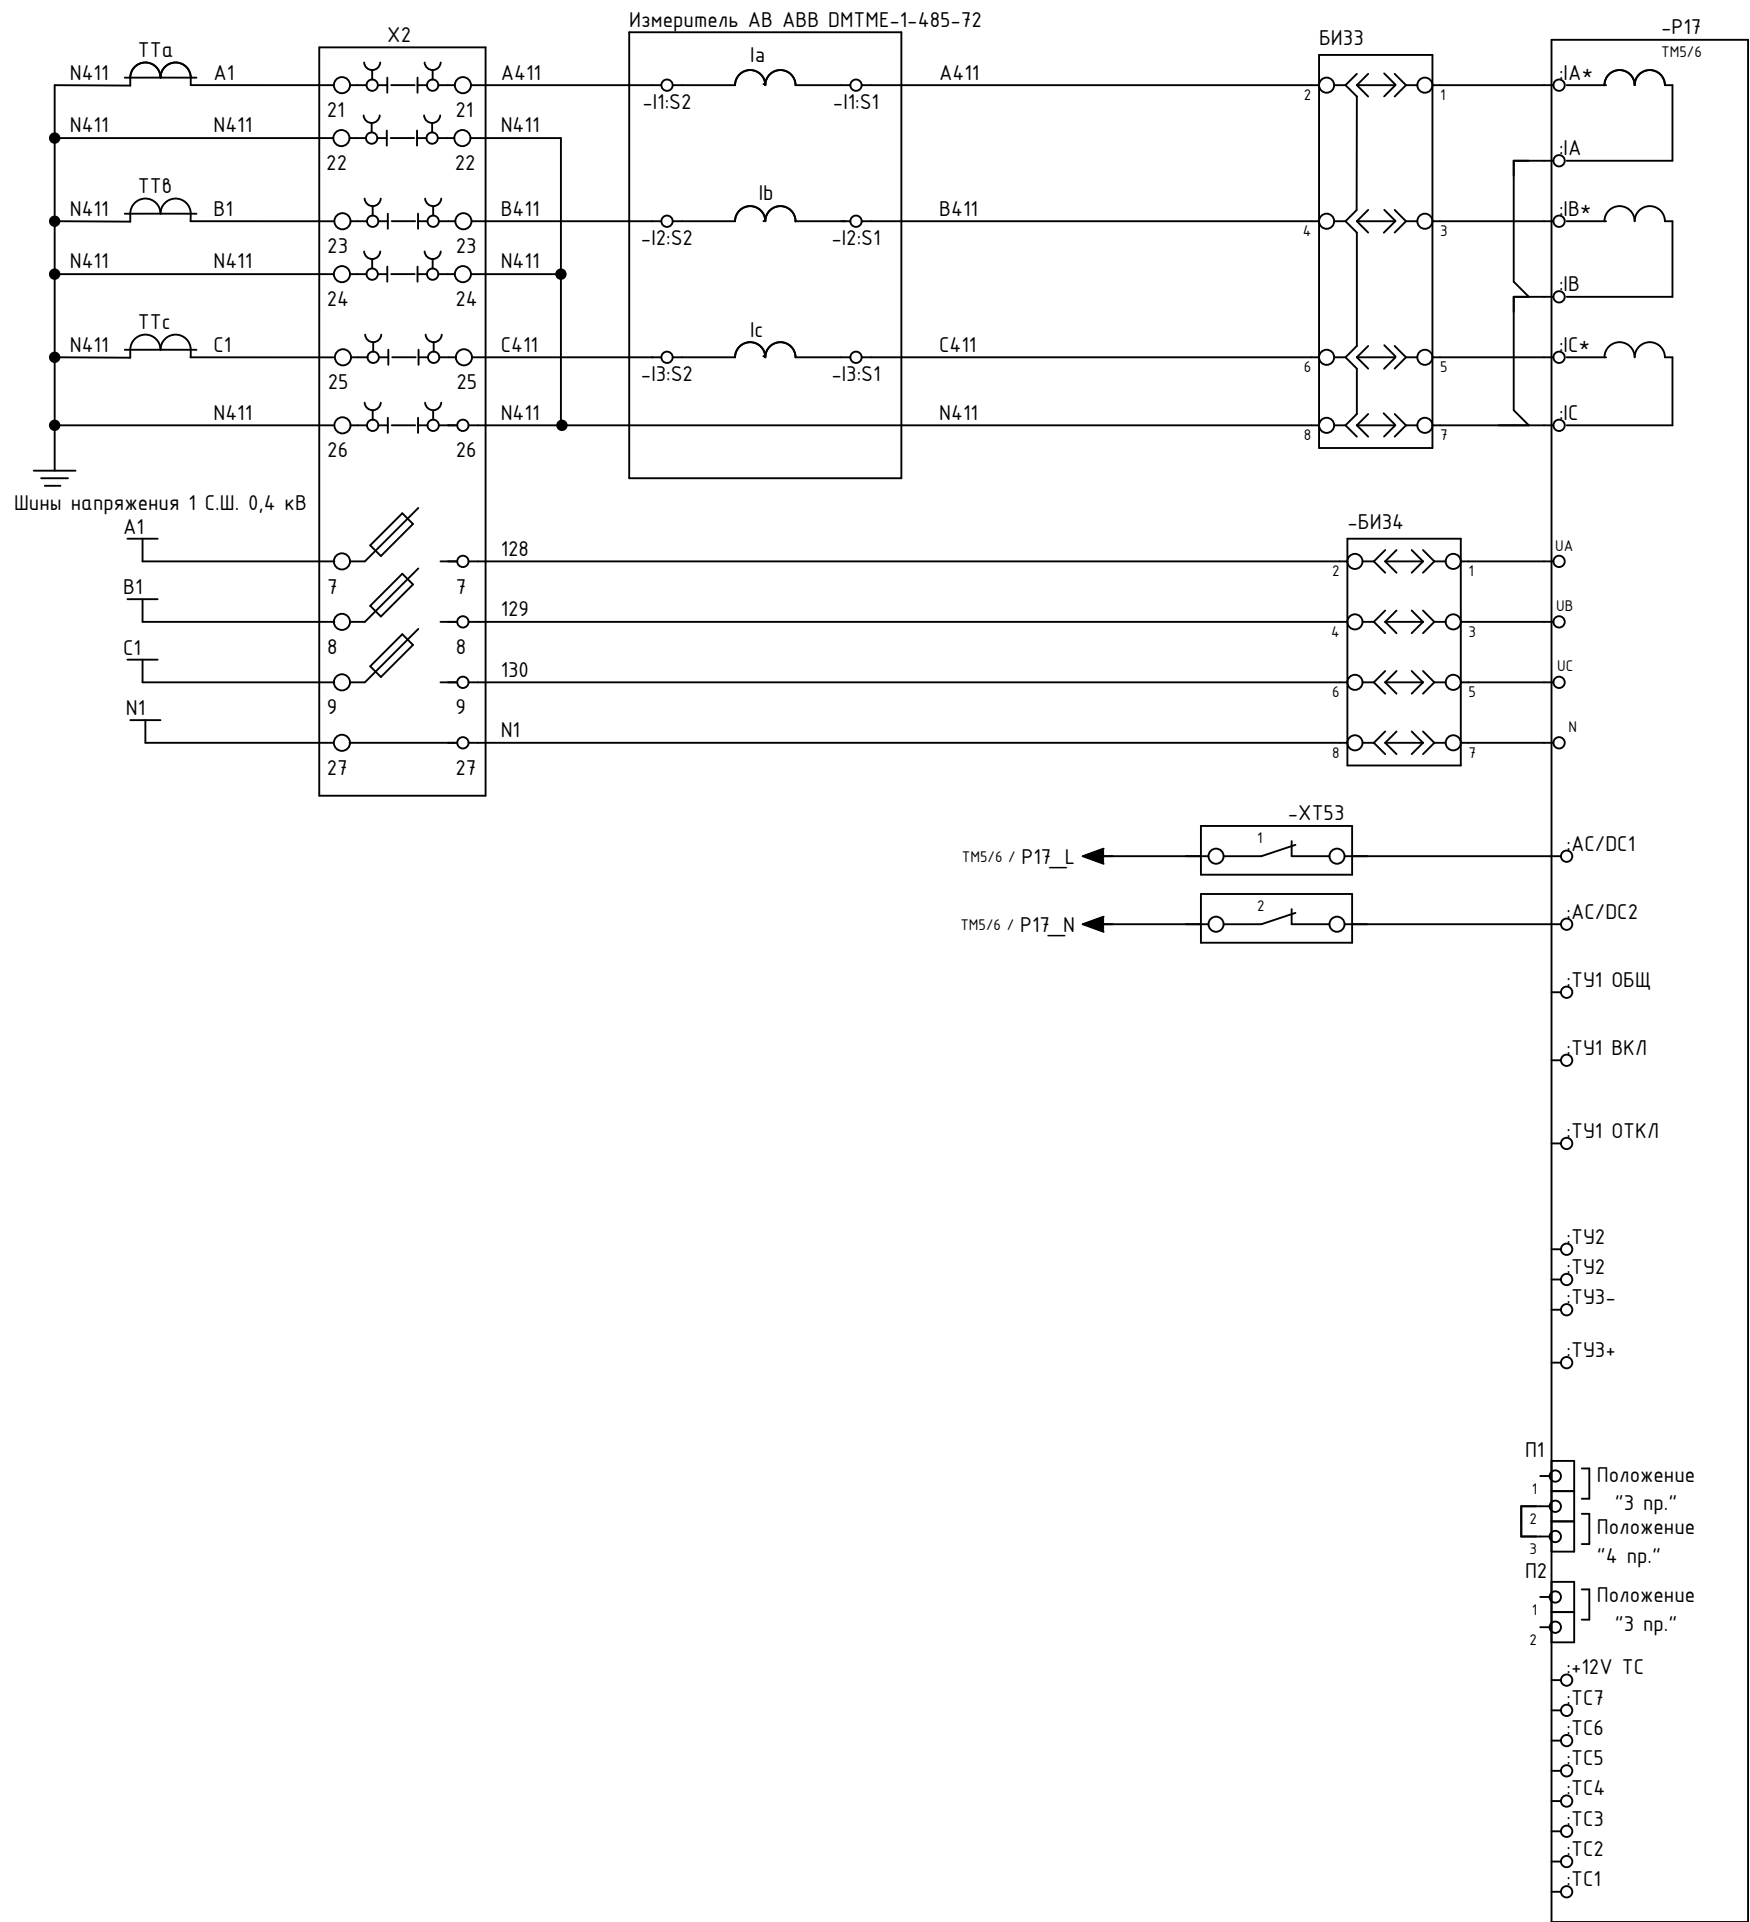 Измеритель АВ ABB DMTME-1-485-72
X2
БИ33
-P17
TM5/6
ТТа
N411
A1
A411
Ia
A411
:IA*
21
21
-I1:S2
-I1:S1
2
1
N411
N411
N411
22
22
:IA
ТТв
N411
B1
B411
Ib
B411
:IB*
23
23
-I2:S2
-I2:S1
4
3
N411
N411
N411
24
24
:IB
ТТс
N411
C1
C411
Ic
C411
:IC*
25
25
-I3:S2
-I3:S1
6
5
N411
N411
N411
:IC
26
26
8
7
Шины напряжения 1 С.Ш. 0,4 кВ
-БИ34
A1
128
UA
7
7
2
1
B1
129
UB
8
8
4
3
C1
130
UC
9
9
6
5
N1
N1
N
27
27
8
7
-XT53
TM5/6 / P17_L
1
:AC/DC1
TM5/6 / P17_N
2
:AC/DC2
:ТУ1 ОБЩ
:ТУ1 ВКЛ
:ТУ1 ОТКЛ
:ТУ2
:ТУ2
:ТУ3-
:ТУ3+
П1
1
Положение
"3 пр."
2
Положение
3
"4 пр."
П2
1
Положение
"3 пр."
2
:+12V ТС
:ТС7
:ТС6
:ТС5
:ТС4
:ТС3
:ТС2
:ТС1